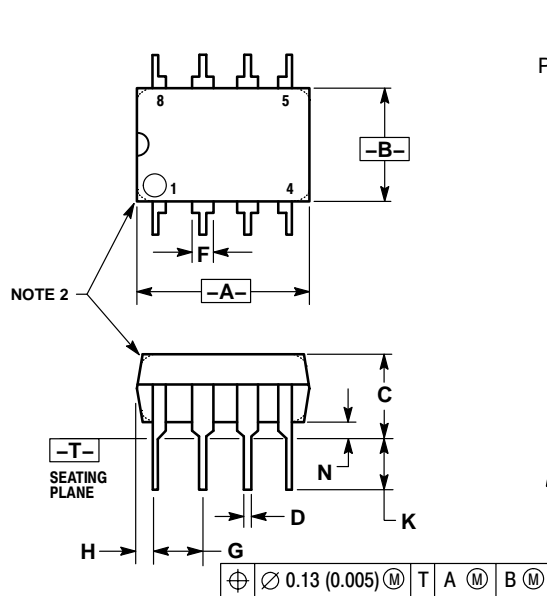 P
8 5
–B–
1 4
F
NOTE 2
–A–
C
–T–
N
SEATING
PLANE
D
K
H G
⌖ ∅ 0.13 (0.005) Ⓜ T A Ⓜ B Ⓜ